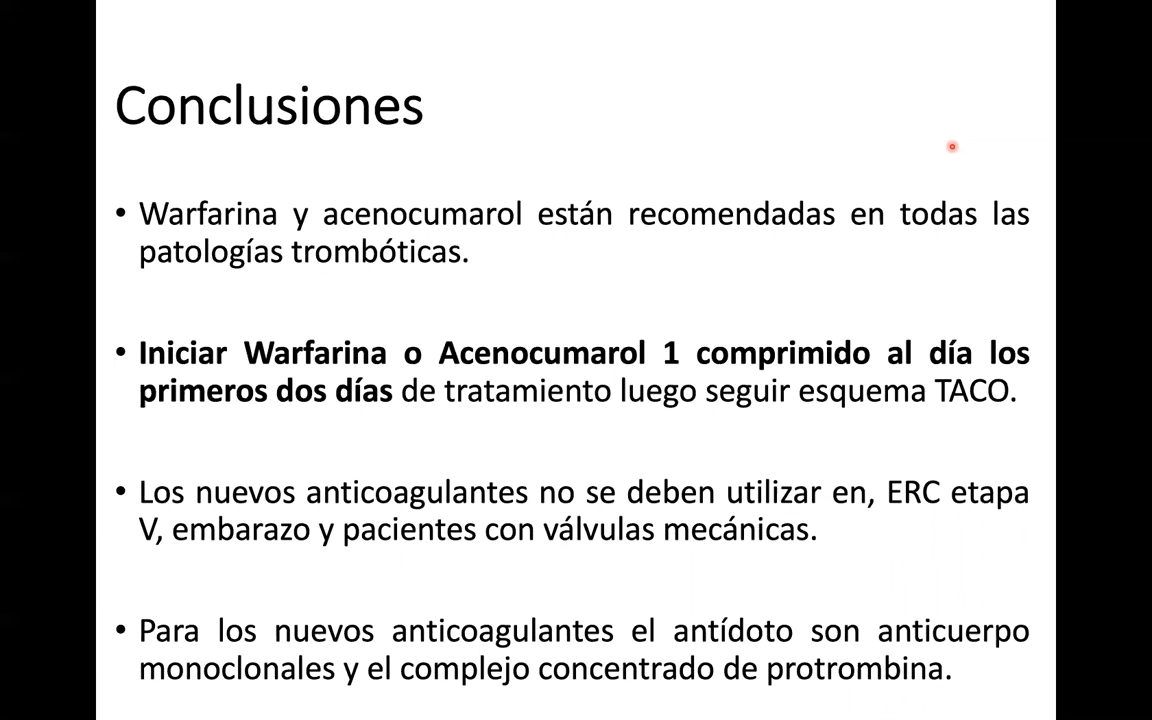 Conclusiones
• Warfarina y acenocumarol están recomendadas en todas las
patologías trombóticas.
• Iniciar Warfarina o Acenocumarol 1 comprimido al día los
primeros dos días de tratamiento luego seguir esquema TACO.
• Los nuevos anticoagulantes no se deben utilizar en, ERC etapa
V, embarazo y pacientes con válvulas mecánicas.
• Para los nuevos anticoagulantes el antídoto son anticuerpo
monoclonales y el complejo concentrado de protrombina.